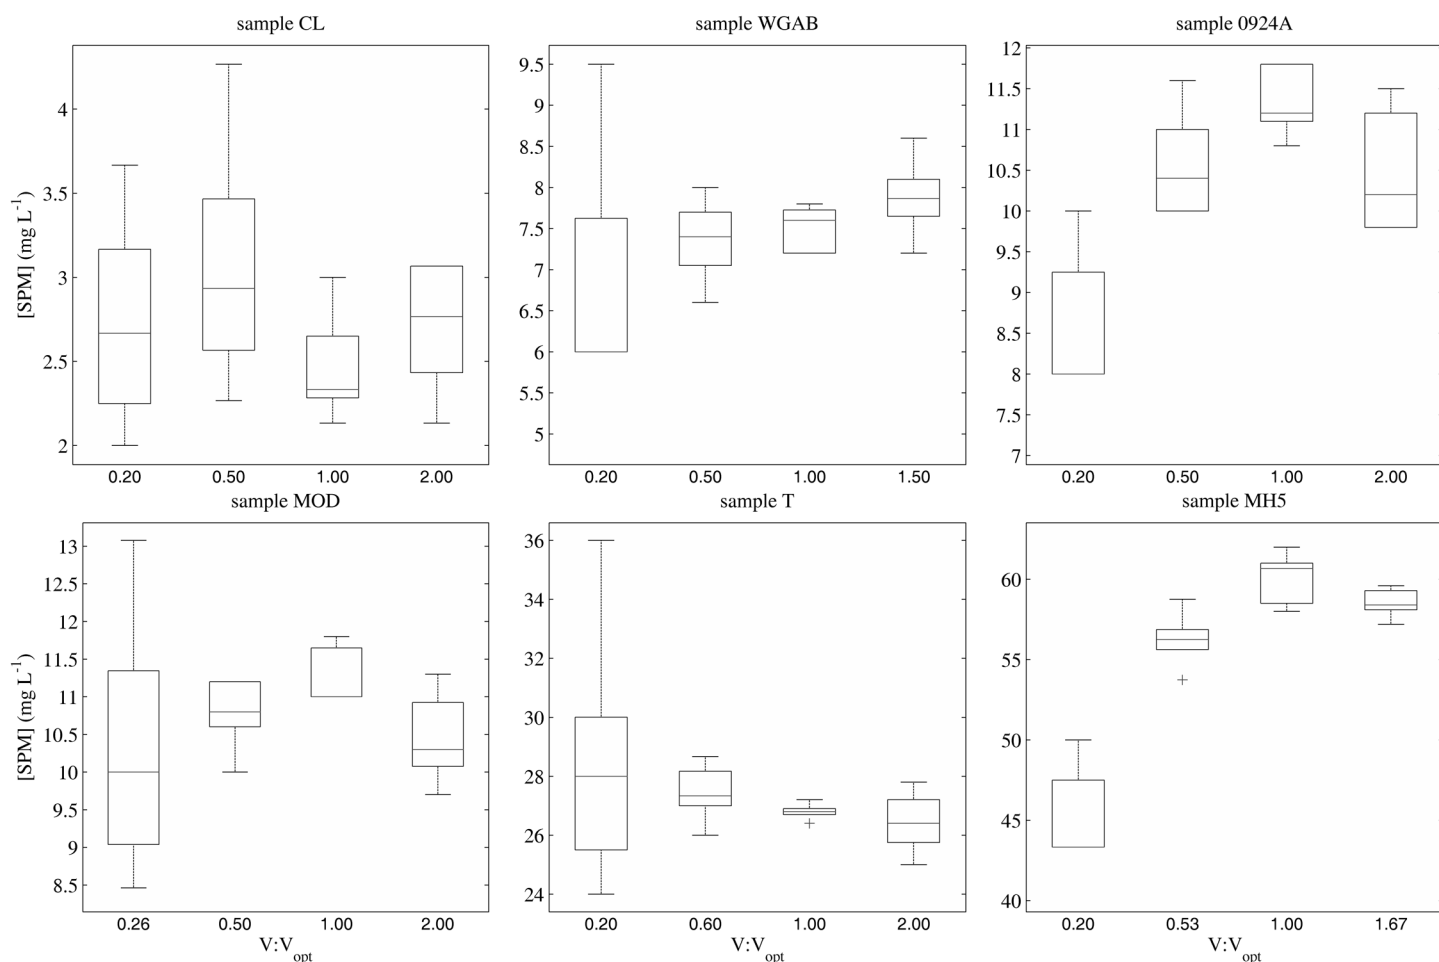 sample CL
sample WGAB
sample 0924A
[SPM] (mg L⁻¹)
4
3.5
3
2.5
2
0.20 0.50 1.00 2.00
9.5
9
8.5
8
7.5
7
6.5
6
5.5
5
0.20 0.50 1.00 1.50
12
11.5
11
10.5
10
9.5
9
8.5
8
7.5
7
0.20 0.50 1.00 2.00
sample MOD
sample T
sample MH5
[SPM] (mg L⁻¹)
13
12.5
12
11.5
11
10.5
10
9.5
9
8.5
0.26 0.50 1.00 2.00
V:Vopt
36
34
32
30
28
26
24
0.20 0.60 1.00 2.00
V:Vopt
60
55
50
45
40
0.20 0.53 1.00 1.67
V:Vopt